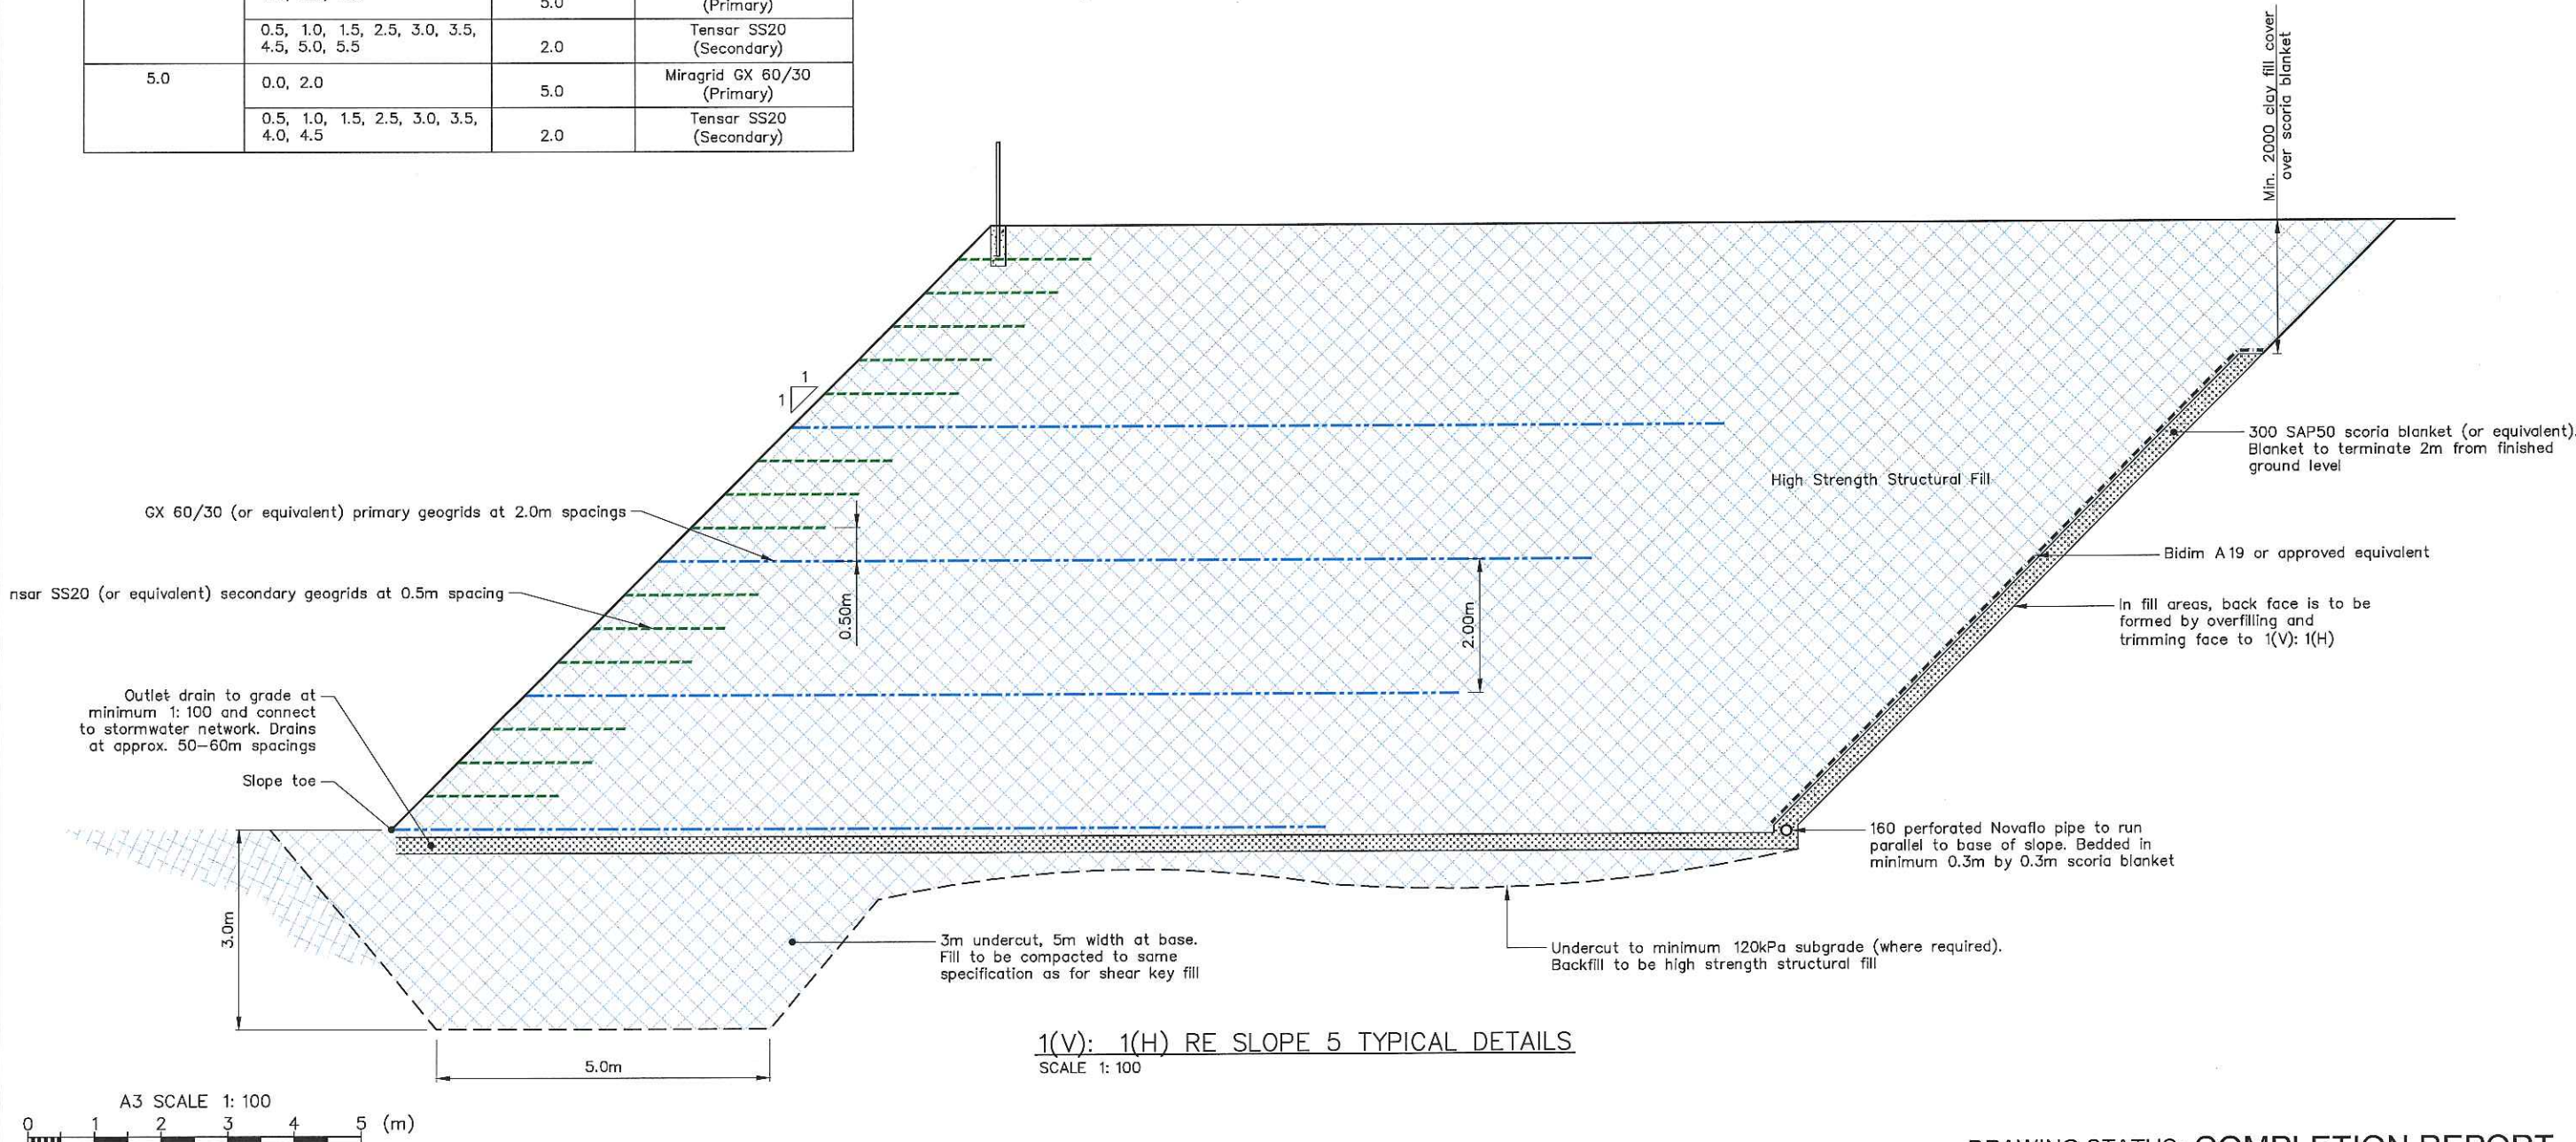 5.0
(Primary)
0.5, 1.0, 1.5, 2.5, 3.0, 3.5,
4.5, 5.0, 5.5
2.0
Tensar SS20
(Secondary)
5.0
0.0, 2.0
5.0
Miragrid GX 60/30
(Primary)
0.5, 1.0, 1.5, 2.5, 3.0, 3.5,
4.0, 4.5
2.0
Tensar SS20
(Secondary)
Min. 2000 clay fill cover
over scoria blanket
1
1
300 SAP50 scoria blanket (or equivalent).
Blanket to terminate 2m from finished
ground level
High Strength Structural Fill
GX 60/30 (or equivalent) primary geogrids at 2.0m spacings
Bidim A19 or approved equivalent
nsar SS20 (or equivalent) secondary geogrids at 0.5m spacing
0.50m
2.00m
In fill areas, back face is to be
formed by overfilling and
trimming face to 1(V): 1(H)
Outlet drain to grade at
minimum 1: 100 and connect
to stormwater network. Drains
at approx. 50-60m spacings
Slope toe
160 perforated Novaflo pipe to run
parallel to base of slope. Bedded in
minimum 0.3m by 0.3m scoria blanket
3.0m
3m undercut, 5m width at base.
Fill to be compacted to same
specification as for shear key fill
Undercut to minimum 120kPa subgrade (where required).
Backfill to be high strength structural fill
5.0m
1(V): 1(H) RE SLOPE 5 TYPICAL DETAILS
SCALE 1: 100
A3 SCALE 1: 100
0 1 2 3 4 5 (m)
DRAWING STATUS: COMPLETION REPORT